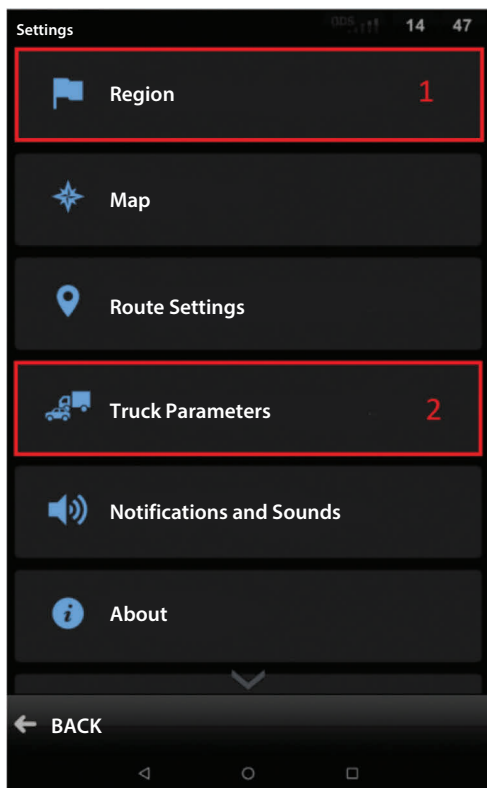 Settings
14 47
Region 1
Map
Route Settings
Truck Parameters 2
Notifications and Sounds
About
BACK